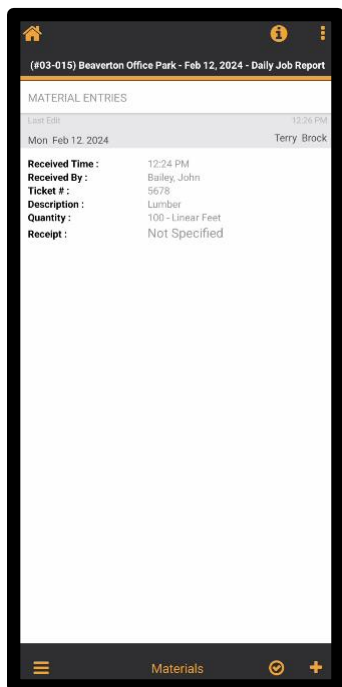 (#03-015) Beaverton Office Park - Feb 12, 2024 - Daily Job Report
MATERIAL ENTRIES
Last Edit 12:26 PM
Mon Feb 12. 2024 Terry Brock
Received Time : 12:24 PM
Received By : Bailey, John
Ticket # : 5678
Description : Lumber
Quantity : 100 - Linear Feet
Receipt : Not Specified
Materials